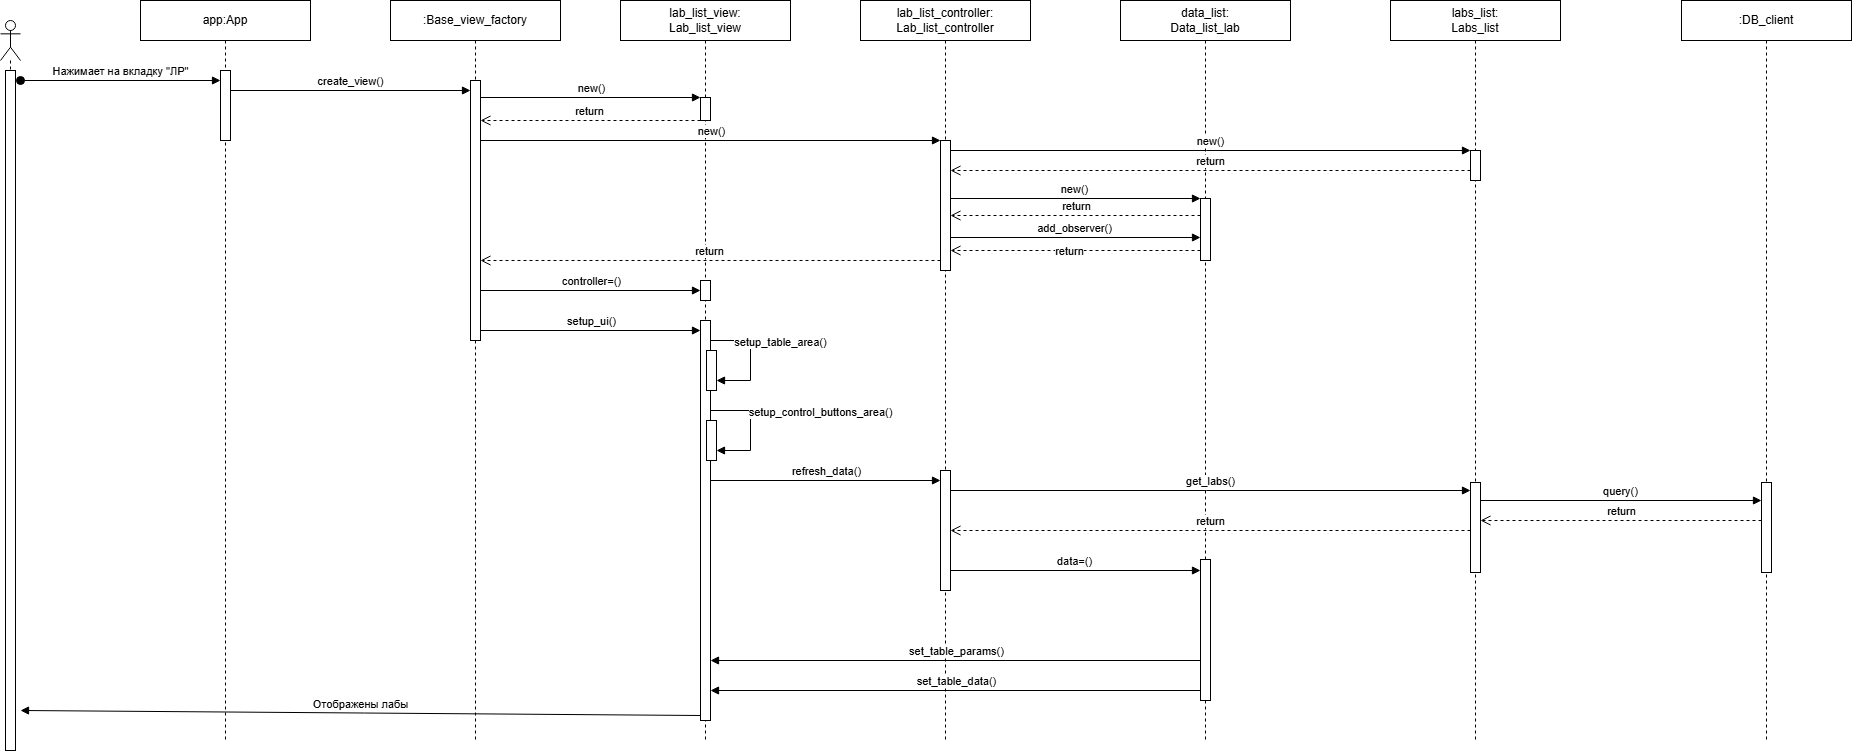 app:App
:Base_view_factory
lab_list_view:
Lab_list_view
lab_list_controller:
Lab_list_controller
data_list:
Data_list_lab
labs_list:
Labs_list
:DB_client
Нажимает на вкладку "ЛР"
create_view()
new()
return
new()
new()
return
new()
return
add_observer()
return
return
controller=()
setup_ui()
setup_table_area()
setup_control_buttons_area()
refresh_data()
get_labs()
query()
return
return
data=()
set_table_params()
set_table_data()
Отображены лабы